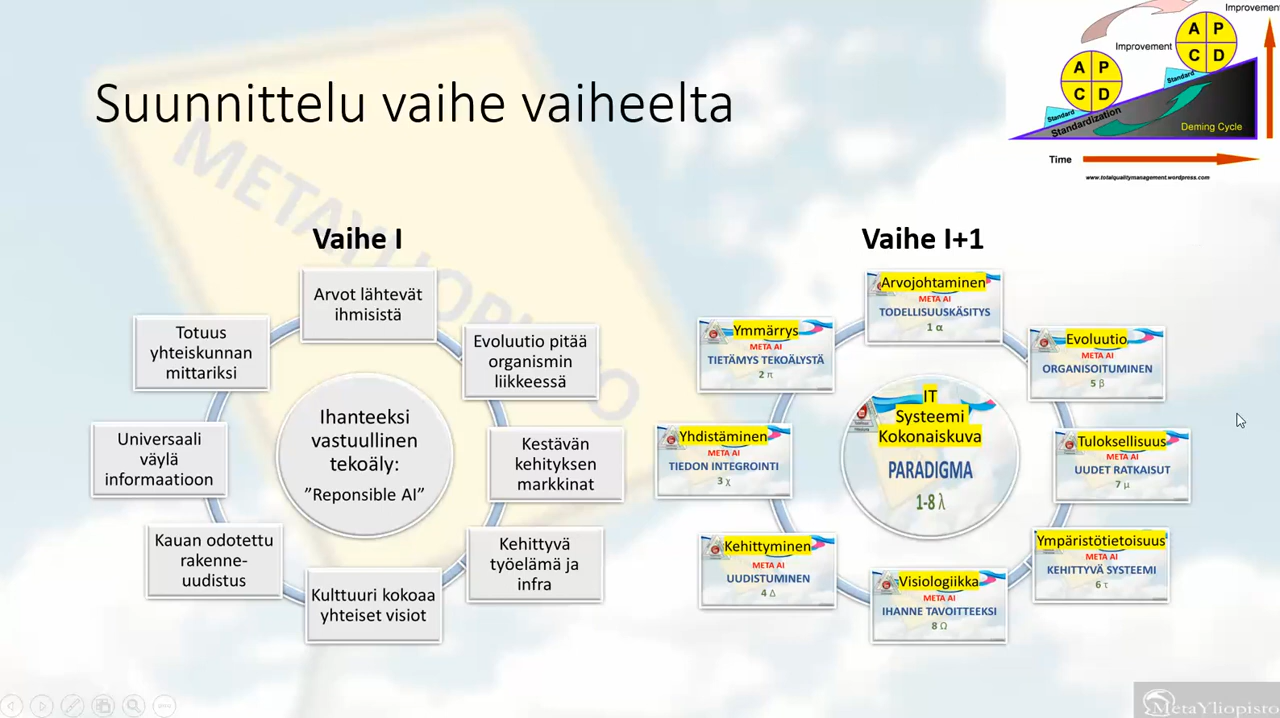 Suunnittelu vaihe vaiheelta
Improvement
Improvement
A P
C D
A P
C D
Standard
Standard
Standardization
Deming Cycle
Time
www.totalqualitymanagement.wordpress.com
METAYLIOPISTO
Vaihe I
Arvot lähtevät
ihmisistä
Evoluutio pitää
organismin
liikkeessä
Kestävän
kehityksen
markkinat
Kehittyvä
työelämä ja
infra
Kulttuuri kokoaa
yhteiset visiot
Kauan odotettu
rakenne-
uudistus
Universaali
väylä
informaatioon
Totuus
yhteiskunnan
mittariksi
Ihanteeksi
vastuullinen
tekoäly:
”Reponsible AI”
Vaihe I+1
Arvojohtaminen
META AI
TODELLISUUSKÄSITYS
1 α
Evoluutio
META AI
ORGANISOITUMINEN
5 β
Tuloksellisuus
META AI
UUDET RATKAISUT
7 μ
Ympäristötietoisuus
META AI
KEHITTYVÄ SYSTEEMI
6 τ
Visiologiikka
META AI
IHANNE TAVOITTEEKSI
8 Ω
Kehittyminen
META AI
UUDISTUMINEN
4 Δ
Yhdistäminen
META AI
TIEDON INTEGROINTI
3 χ
Ymmärrys
META AI
TIETÄMYS TEKOÄLYSTÄ
2 π
IT
Systeemi
Kokonaiskuva
PARADIGMA
1-8 λ
MetaYliopisto